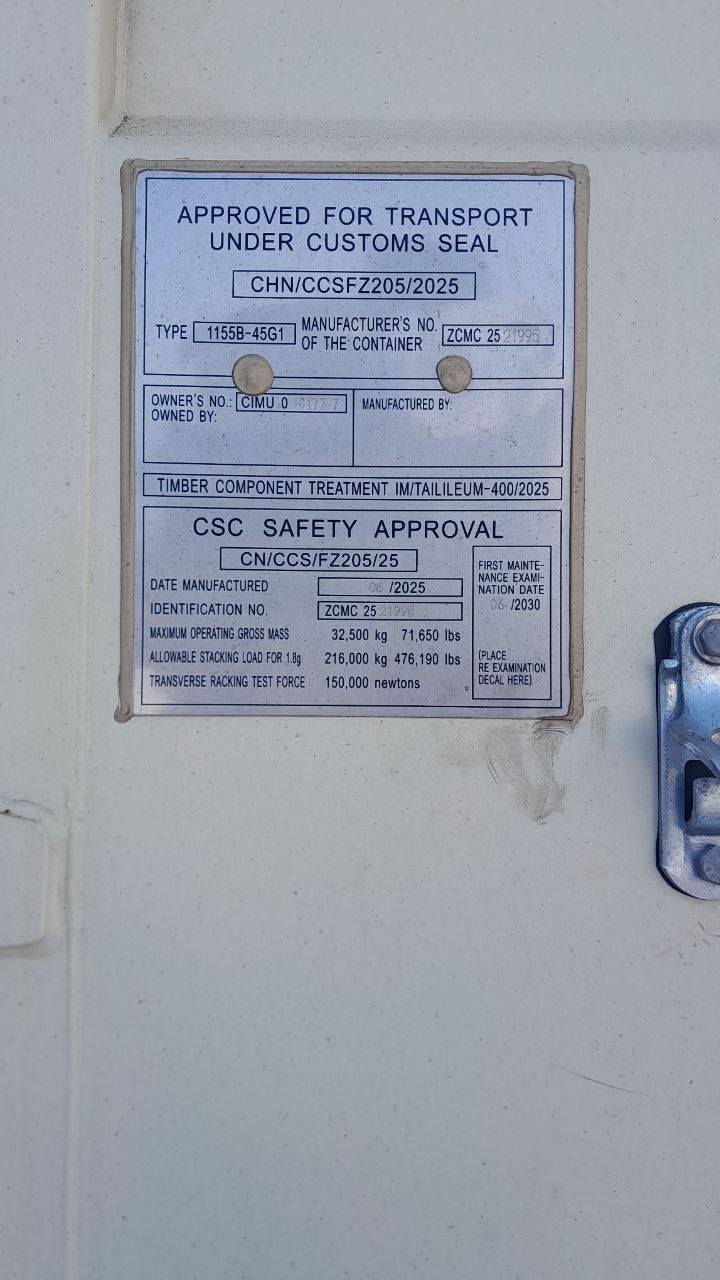 APPROVED FOR TRANSPORT
UNDER CUSTOMS SEAL
CHN/CCSFZ205/2025
TYPE 1155B-45G1 MANUFACTURER'S NO. OF THE CONTAINER ZCMC 25
OWNER'S NO.: CIMU 0
OWNED BY:
MANUFACTURED BY:
TIMBER COMPONENT TREATMENT IM/TAILILEUM-400/2025
CSC SAFETY APPROVAL
CN/CCS/FZ205/25
DATE MANUFACTURED 06 /2025
IDENTIFICATION NO. ZCMC 25
MAXIMUM OPERATING GROSS MASS 32,500 kg 71,650 lbs
ALLOWABLE STACKING LOAD FOR 1.8g 216,000 kg 476,190 lbs
TRANSVERSE RACKING TEST FORCE 150,000 newtons
FIRST MAINTE-
NANCE EXAMI-
NATION DATE
06 /2030
(PLACE
RE EXAMINATION
DECAL HERE)